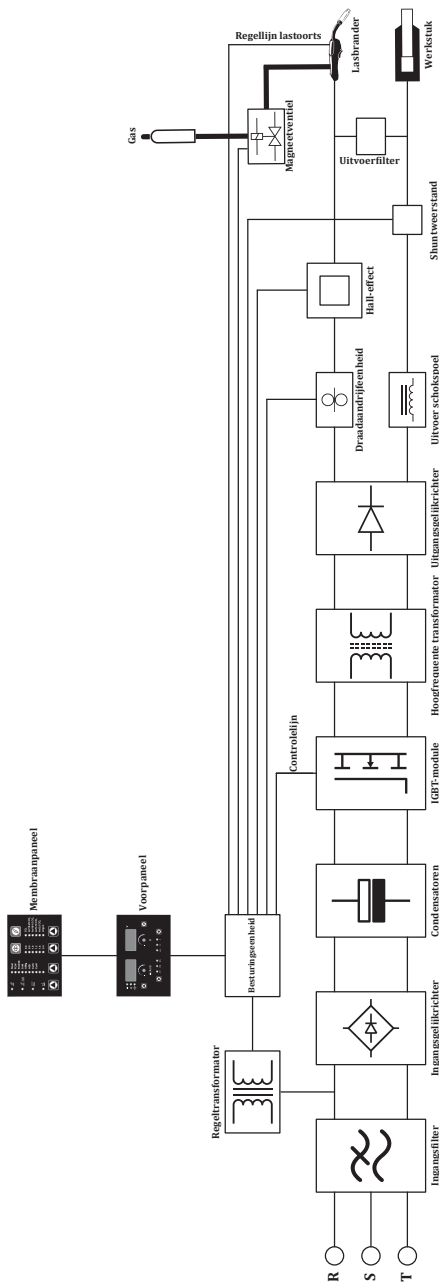 Membraanpaneel
Voorpaneel
Besturingseenheid
Regeltransformator
Controlelijn
Gas
Magneetventiel
Regellijn lastoorts
Lasbrander
Werkstuk
R
S
T
Ingangsfilter
Ingangsgelijkrichter
Condensatoren
IGBT-module
Hoogfrequente transformator
Uitgangsgelijkrichter
Draadaandrijfeenheid
Uitvoer schokspoel
Hall-effect
Shuntweerstand
Uitvoerfilter